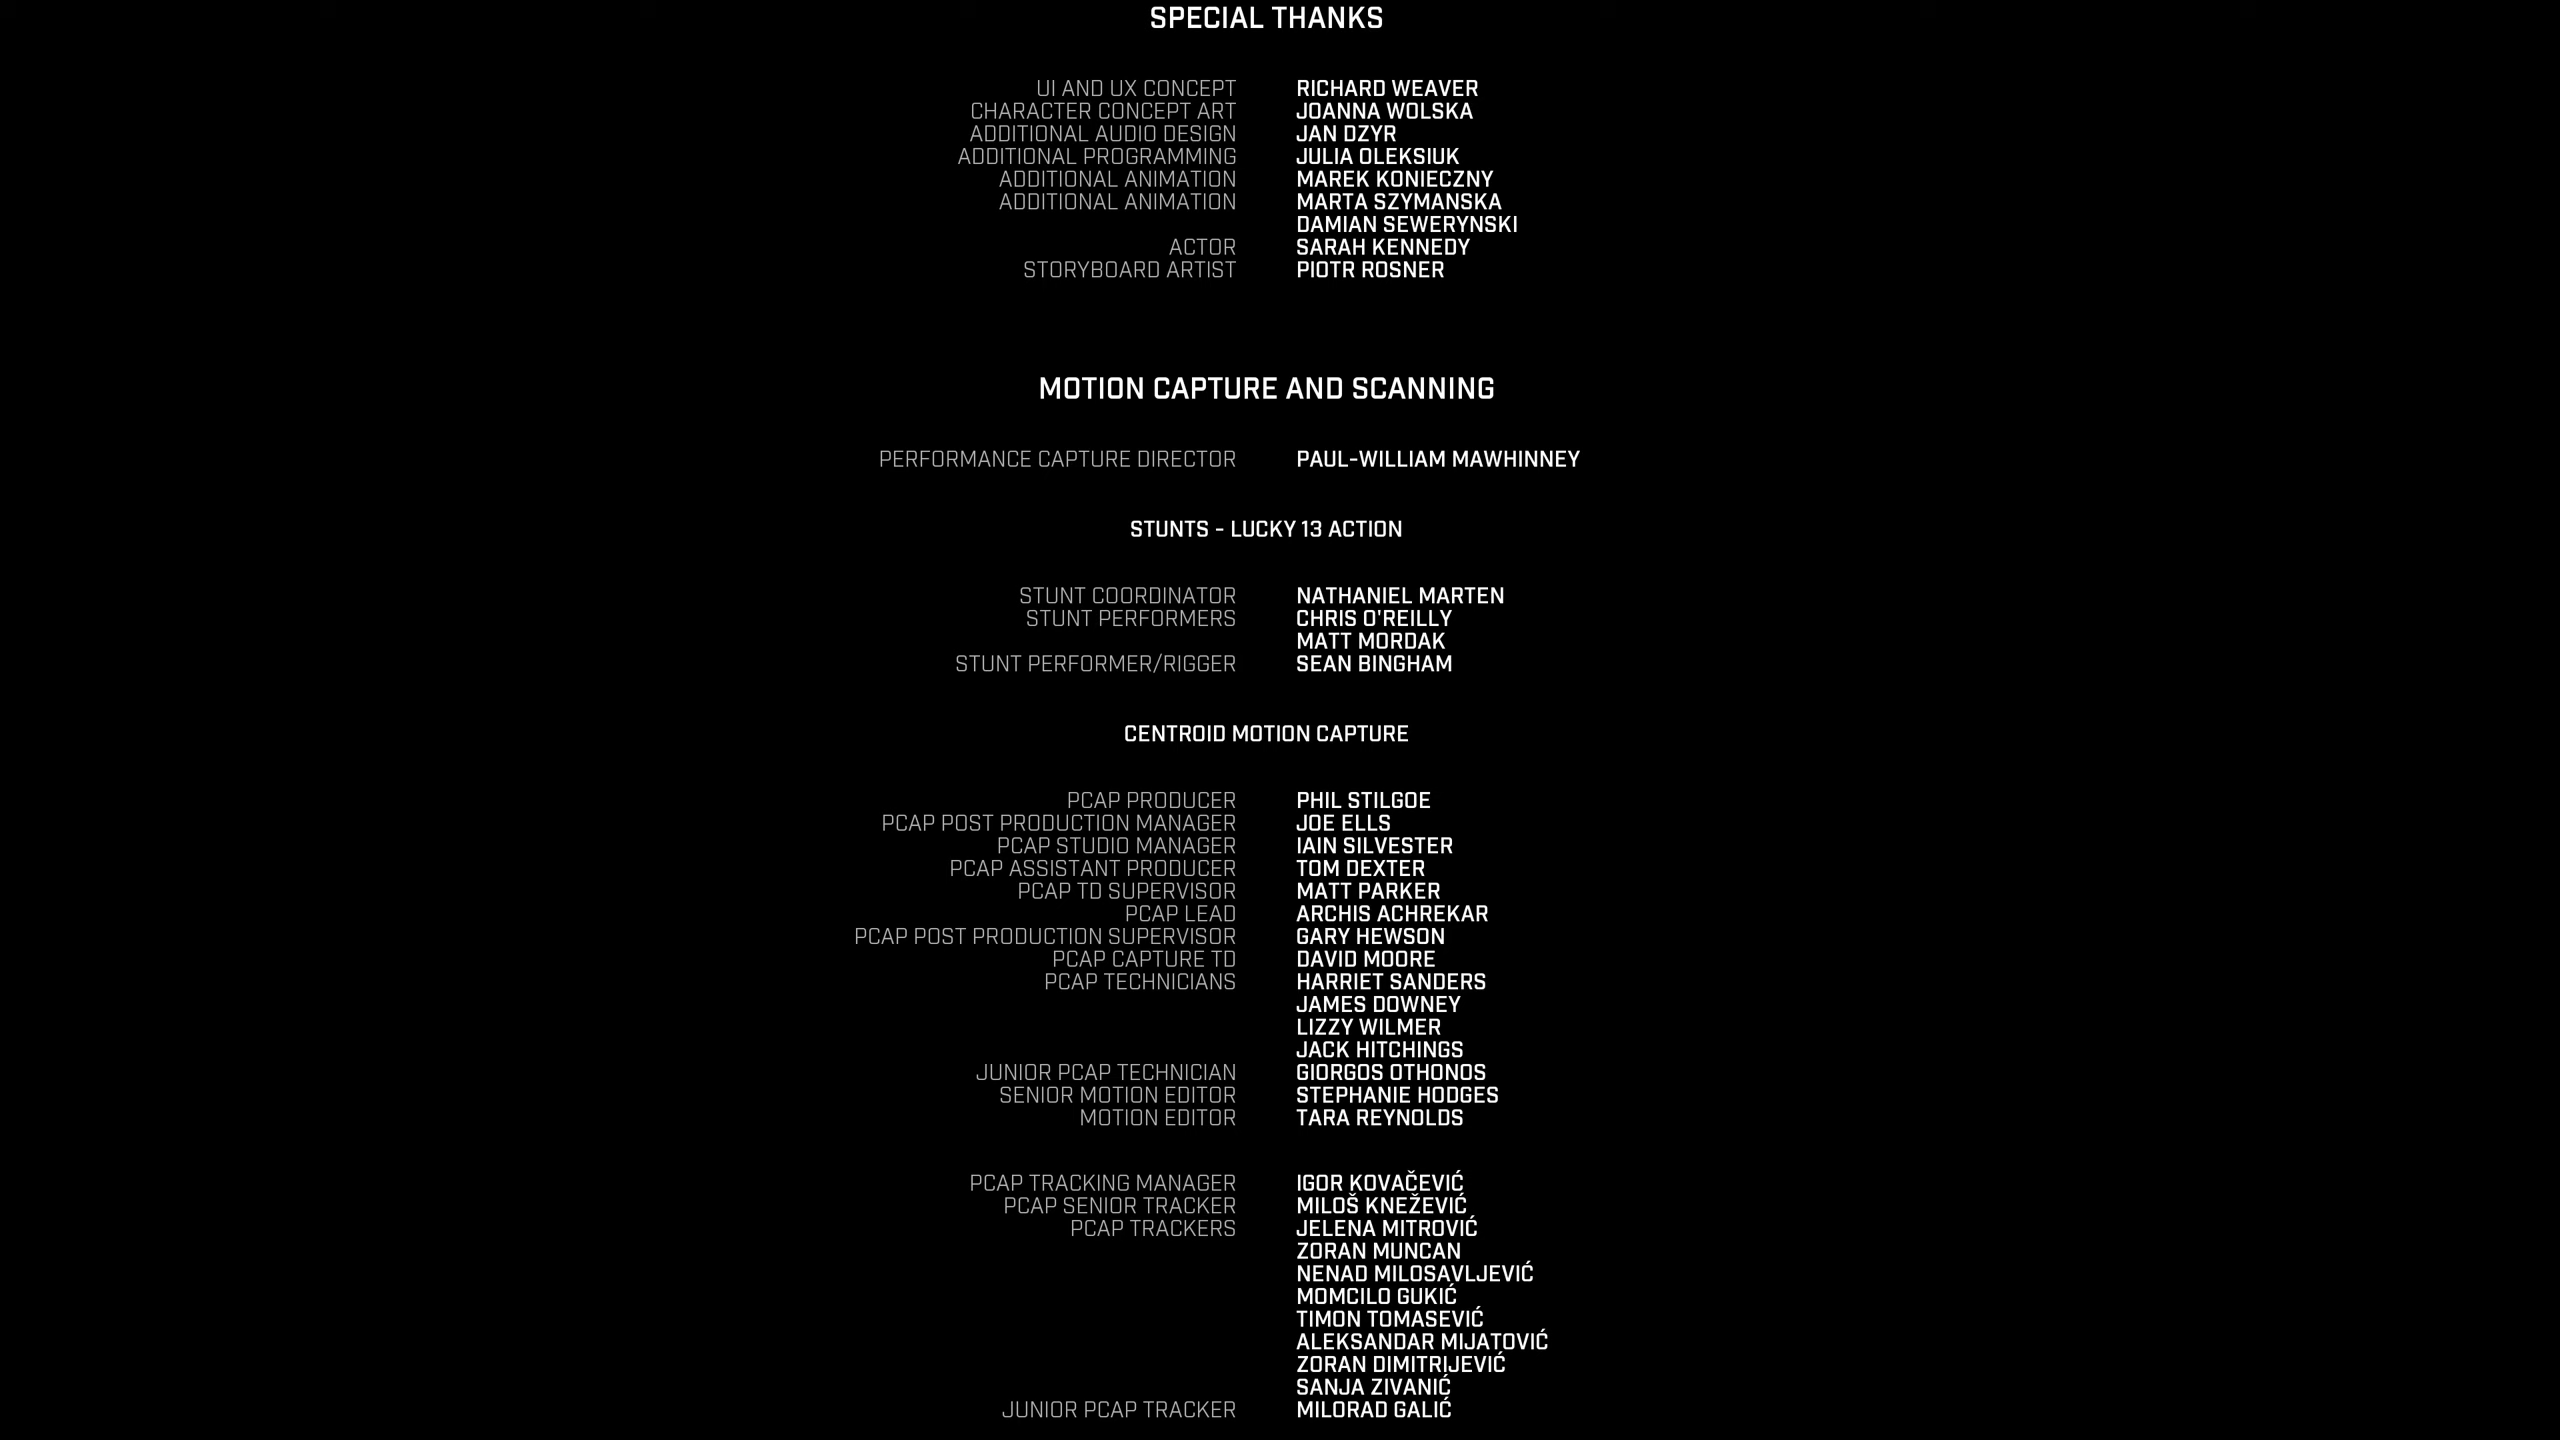 SPECIAL THANKS
UI AND UX CONCEPT RICHARD WEAVER
CHARACTER CONCEPT ART JOANNA WOLSKA
ADDITIONAL AUDIO DESIGN JAN DZYR
ADDITIONAL PROGRAMMING JULIA OLEKSIUK
ADDITIONAL ANIMATION MAREK KONIECZNY
ADDITIONAL ANIMATION MARTA SZYMANSKA
DAMIAN SEWERYNSKI
ACTOR SARAH KENNEDY
STORYBOARD ARTIST PIOTR ROSNER
MOTION CAPTURE AND SCANNING
PERFORMANCE CAPTURE DIRECTOR PAUL-WILLIAM MAWHINNEY
STUNTS - LUCKY 13 ACTION
STUNT COORDINATOR NATHANIEL MARTEN
STUNT PERFORMERS CHRIS O'REILLY
MATT MORDAK
STUNT PERFORMER/RIGGER SEAN BINGHAM
CENTROID MOTION CAPTURE
PCAP PRODUCER PHIL STILGOE
PCAP POST PRODUCTION MANAGER JOE ELLS
PCAP STUDIO MANAGER IAIN SILVESTER
PCAP ASSISTANT PRODUCER TOM DEXTER
PCAP TD SUPERVISOR MATT PARKER
PCAP LEAD ARCHIS ACHREKAR
PCAP POST PRODUCTION SUPERVISOR GARY HEWSON
PCAP CAPTURE TD DAVID MOORE
PCAP TECHNICIANS HARRIET SANDERS
JAMES DOWNEY
LIZZY WILMER
JACK HITCHINGS
JUNIOR PCAP TECHNICIAN GIORGOS OTHONOS
SENIOR MOTION EDITOR STEPHANIE HODGES
MOTION EDITOR TARA REYNOLDS
PCAP TRACKING MANAGER IGOR KOVAČEVIĆ
PCAP SENIOR TRACKER MILOŠ KNEŽEVIĆ
PCAP TRACKERS JELENA MITROVIĆ
ZORAN MUNCAN
NENAD MILOSAVLJEVIĆ
MOMCILO GUKIĆ
TIMON TOMASEVIĆ
ALEKSANDAR MIJATOVIĆ
ZORAN DIMITRIJEVIĆ
SANJA ZIVANIĆ
JUNIOR PCAP TRACKER MILORAD GALIĆ